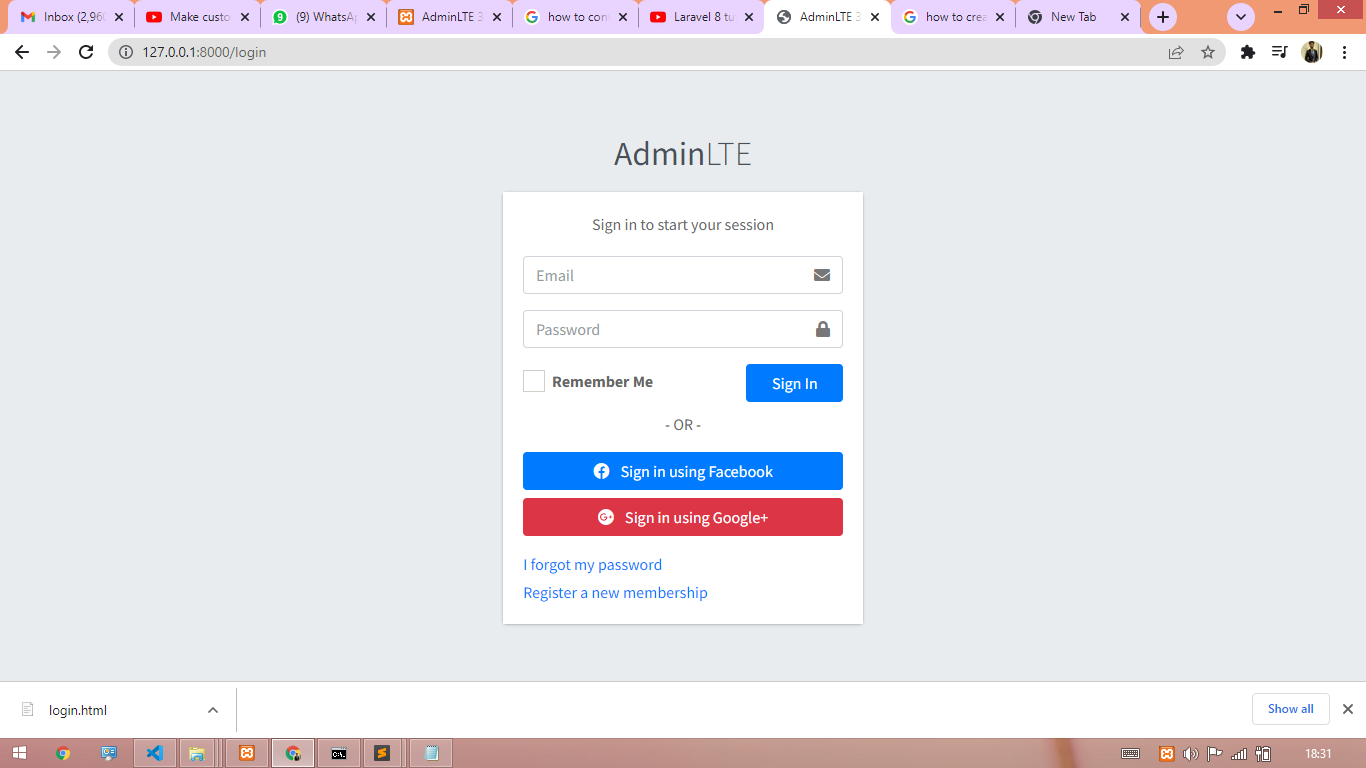 Inbox (2,960
Make custo
(9) WhatsAp
AdminLTE 3
how to con
Laravel 8 tu
AdminLTE 3
how to crea
New Tab
127.0.0.1:8000/login
AdminLTE
Sign in to start your session
Email
Password
Remember Me
Sign In
- OR -
Sign in using Facebook
Sign in using Google+
I forgot my password
Register a new membership
login.html
Show all
18:31